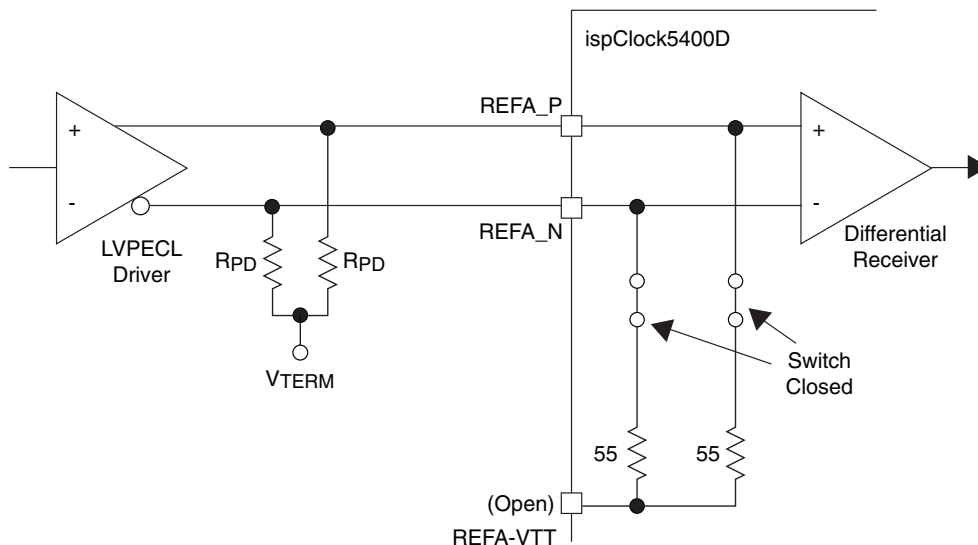 ispClock5400D
REFA_P
+
-
+
-
REFA_N
LVPECL
Driver
Differential
Receiver
RPD
RPD
VTERM
Switch
Closed
55
55
(Open)
REFA-VTT